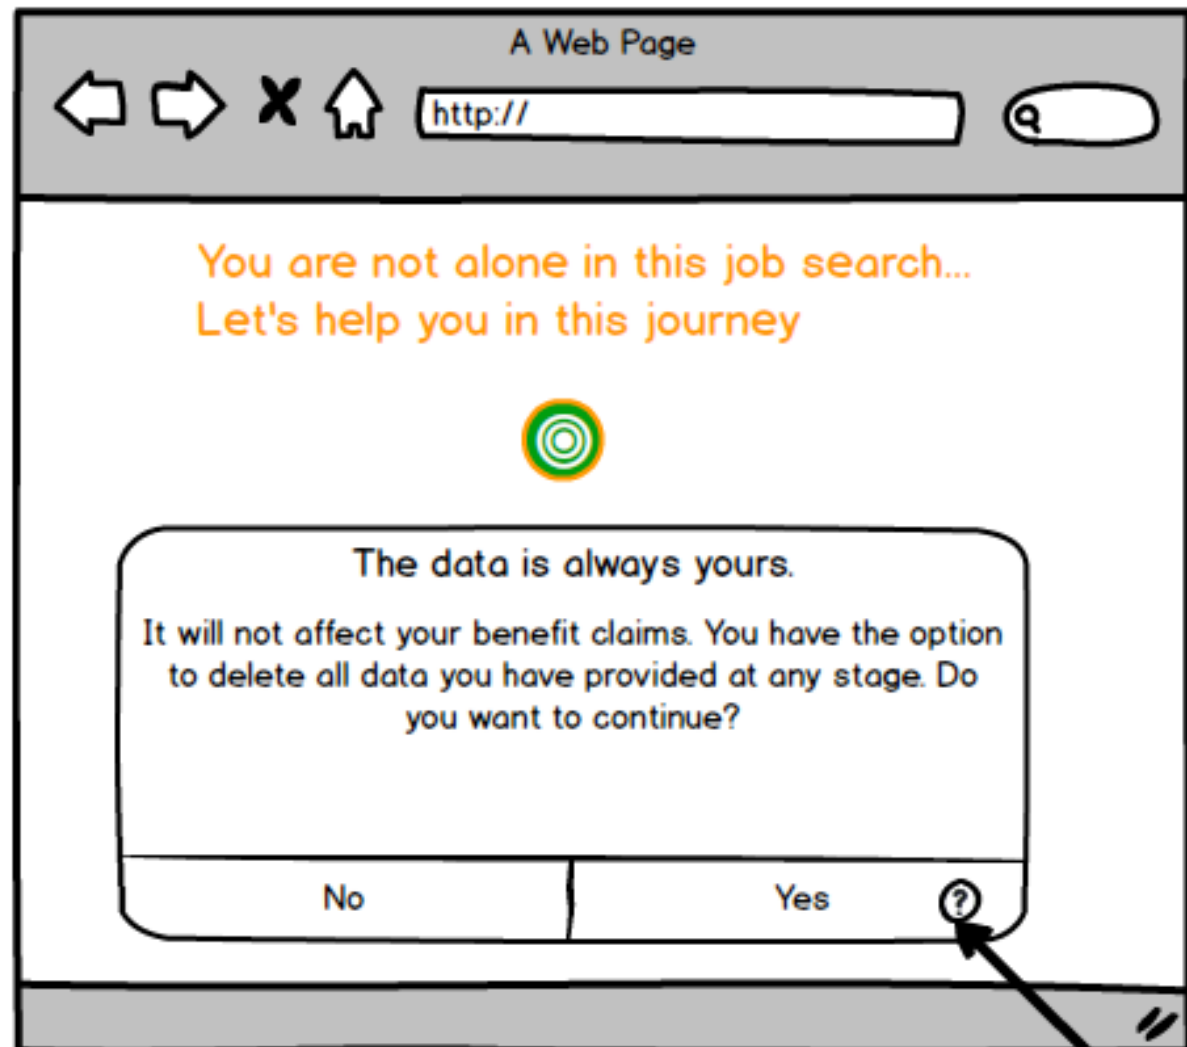 A Web Page
http://
You are not alone in this job search...
Let's help you in this journey
The data is always yours.
It will not affect your benefit claims. You have the option
to delete all data you have provided at any stage. Do
you want to continue?
No
Yes
?